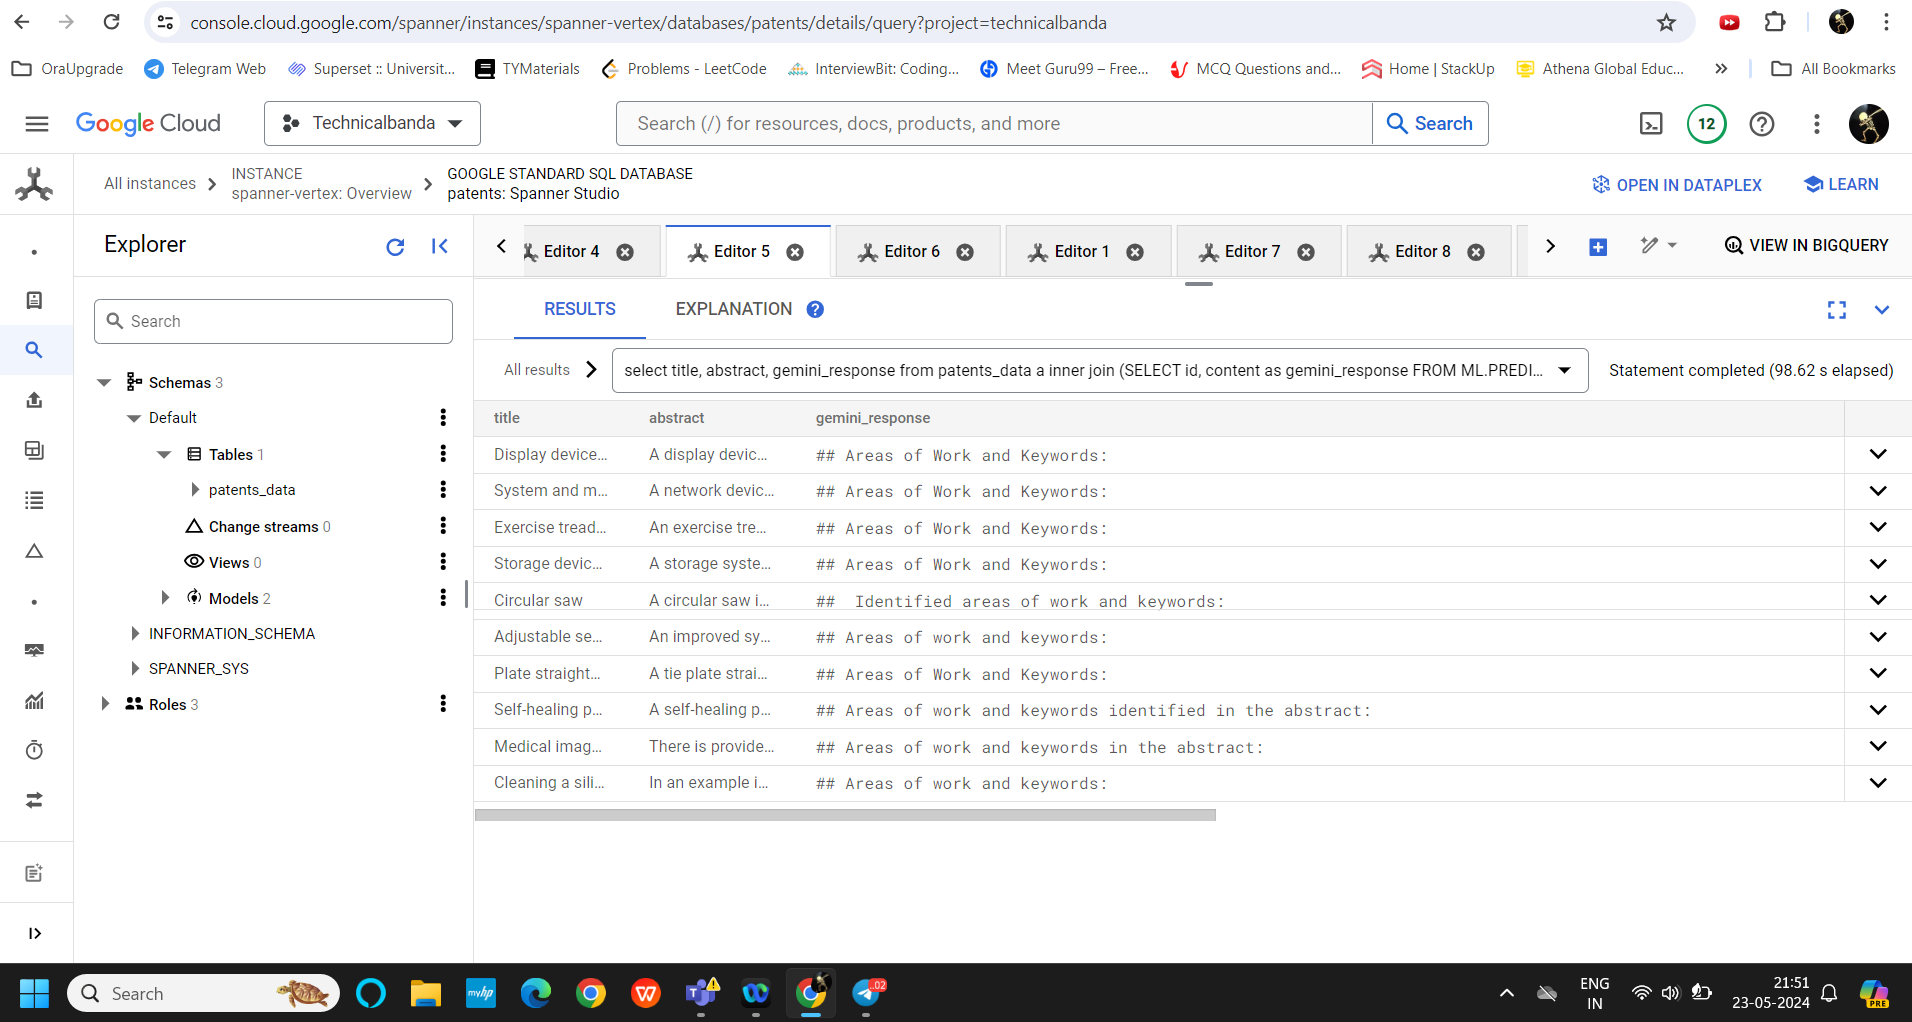 console.cloud.google.com/spanner/instances/spanner-vertex/databases/patents/details/query?project=technicalbanda
OraUpgrade
Telegram Web
Superset :: Universit...
TYMaterials
Problems - LeetCode
InterviewBit: Coding...
Meet Guru99 – Free...
MCQ Questions and...
Home | StackUp
Athena Global Educ...
All Bookmarks
Google Cloud
Technicalbanda
Search (/) for resources, docs, products, and more
Search
12
All instances
INSTANCE
spanner-vertex: Overview
GOOGLE STANDARD SQL DATABASE
patents: Spanner Studio
OPEN IN DATAPLEX
LEARN
Explorer
Editor 4
Editor 5
Editor 6
Editor 1
Editor 7
Editor 8
VIEW IN BIGQUERY
Search
Schemas 3
Default
Tables 1
patents_data
Change streams 0
Views 0
Models 2
INFORMATION_SCHEMA
SPANNER_SYS
Roles 3
RESULTS
EXPLANATION
All results
select title, abstract, gemini_response from patents_data a inner join (SELECT id, content as gemini_response FROM ML.PREDI...
Statement completed (98.62 s elapsed)
title abstract gemini_response
Display device... A display devic... ## Areas of Work and Keywords:
System and m... A network devic... ## Areas of Work and Keywords:
Exercise tread... An exercise tre... ## Areas of Work and Keywords:
Storage devic... A storage syste... ## Areas of Work and Keywords:
Circular saw A circular saw i... ## Identified areas of work and keywords:
Adjustable se... An improved sy... ## Areas of work and keywords:
Plate straight... A tie plate strai... ## Areas of Work and Keywords:
Self-healing p... A self-healing p... ## Areas of work and keywords identified in the abstract:
Medical imag... There is provide... ## Areas of work and keywords in the abstract:
Cleaning a sili... In an example i... ## Areas of work and keywords:
Search
myhp
..02
ENG
IN
21:51
23-05-2024
PRE